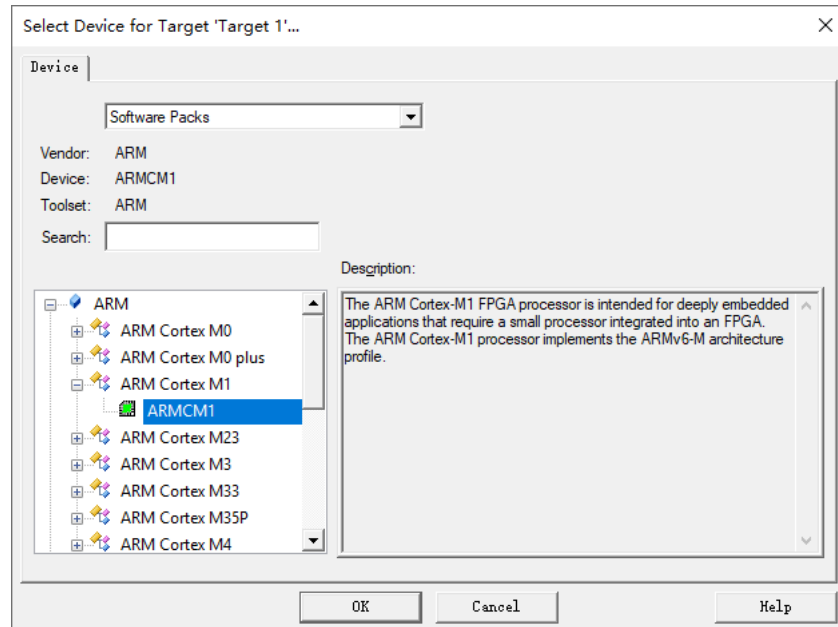 Select Device for Target 'Target 1'...
Device
Software Packs
Vendor: ARM
Device: ARMCM1
Toolset: ARM
Search:
Description:
ARM
ARM Cortex M0
ARM Cortex M0 plus
ARM Cortex M1
ARMCM1
ARM Cortex M23
ARM Cortex M3
ARM Cortex M33
ARM Cortex M35P
ARM Cortex M4
The ARM Cortex-M1 FPGA processor is intended for deeply embedded
applications that require a small processor integrated into an FPGA.
The ARM Cortex-M1 processor implements the ARMv6-M architecture
profile.
OK
Cancel
Help